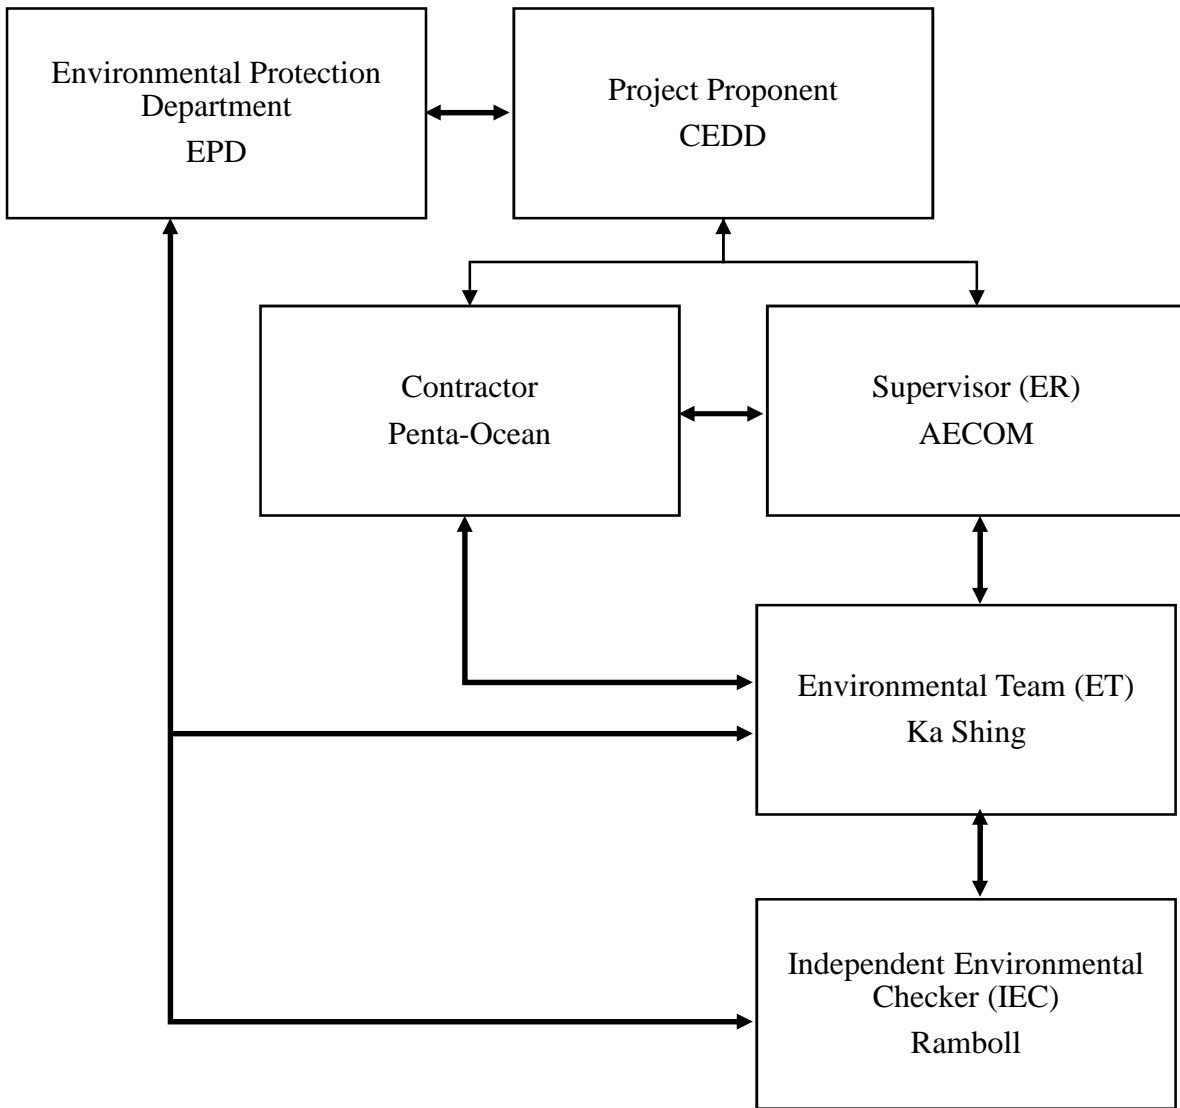 Environmental Protection
Department
EPD
Project Proponent
CEDD
Contractor
Penta-Ocean
Supervisor (ER)
AECOM
Environmental Team (ET)
Ka Shing
Independent Environmental
Checker (IEC)
Ramboll